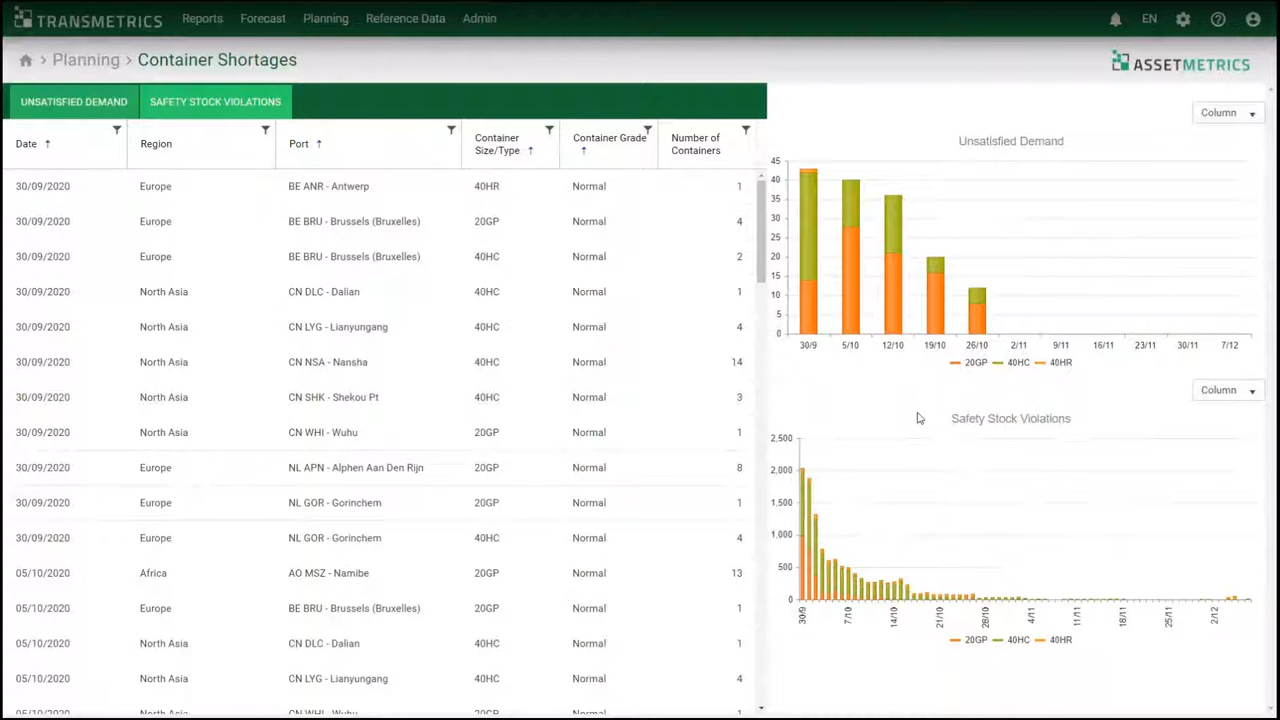 TRANSMETRICS Reports Forecast Planning Reference Data Admin EN
Planning > Container Shortages
ASSETMETRICS
UNSATISFIED DEMAND SAFETY STOCK VIOLATIONS
Date Region Port Container Size/Type Container Grade Number of Containers
30/09/2020 Europe BE ANR - Antwerp 40HR Normal 1
30/09/2020 Europe BE BRU - Brussels (Bruxelles) 20GP Normal 4
30/09/2020 Europe BE BRU - Brussels (Bruxelles) 40HC Normal 2
30/09/2020 North Asia CN DLC - Dalian 40HC Normal 1
30/09/2020 North Asia CN LYG - Lianyungang 40HC Normal 4
30/09/2020 North Asia CN NSA - Nansha 40HC Normal 14
30/09/2020 North Asia CN SHK - Shekou Pt 40HC Normal 3
30/09/2020 North Asia CN WHI - Wuhu 20GP Normal 1
30/09/2020 Europe NL APN - Alphen Aan Den Rijn 20GP Normal 8
30/09/2020 Europe NL GOR - Gorinchem 20GP Normal 1
30/09/2020 Europe NL GOR - Gorinchem 40HC Normal 4
05/10/2020 Africa AO MSZ - Namibe 20GP Normal 13
05/10/2020 Europe BE BRU - Brussels (Bruxelles) 20GP Normal 1
05/10/2020 North Asia CN DLC - Dalian 40HC Normal 1
05/10/2020 North Asia CN LYG - Lianyungang 40HC Normal 4
05/10/2020 North Asia CN WHI - Wuhu 20GP Normal 1
Column
Unsatisfied Demand
45
40
35
30
25
20
15
10
5
0
30/9 5/10 12/10 19/10 26/10 2/11 9/11 16/11 23/11 30/11 7/12
20GP 40HC 40HR
Column
Safety Stock Violations
2,500
2,000
1,500
1,000
500
0
30/9 7/10 14/10 21/10 28/10 4/11 11/11 18/11 25/11 2/12
20GP 40HC 40HR